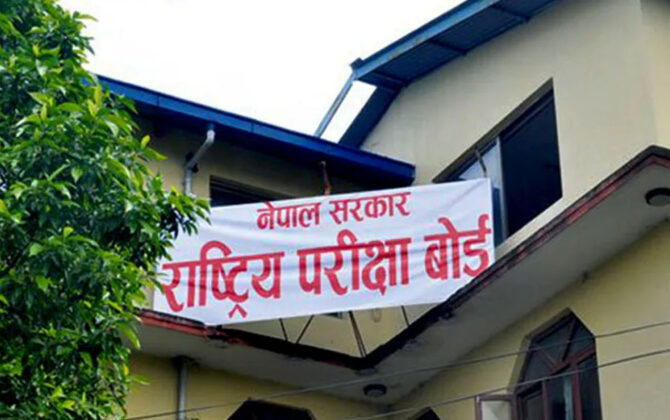 नेपाल सरकार
राष्ट्रिय परीक्षा बोर्ड